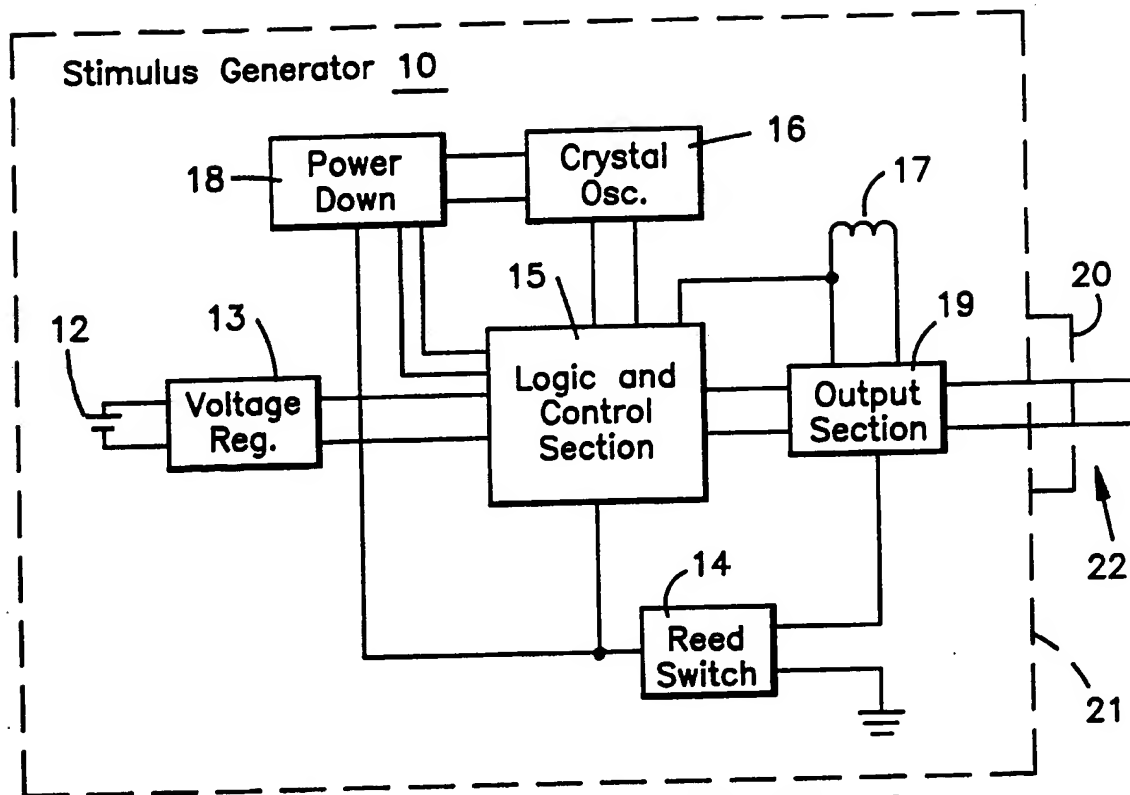 Stimulus Generator 10
18
Power
Down
Crystal
Osc.
16
17
20
12
13
Voltage
Reg.
15
Logic and
Control
Section
19
Output
Section
22
14
Reed
Switch
21